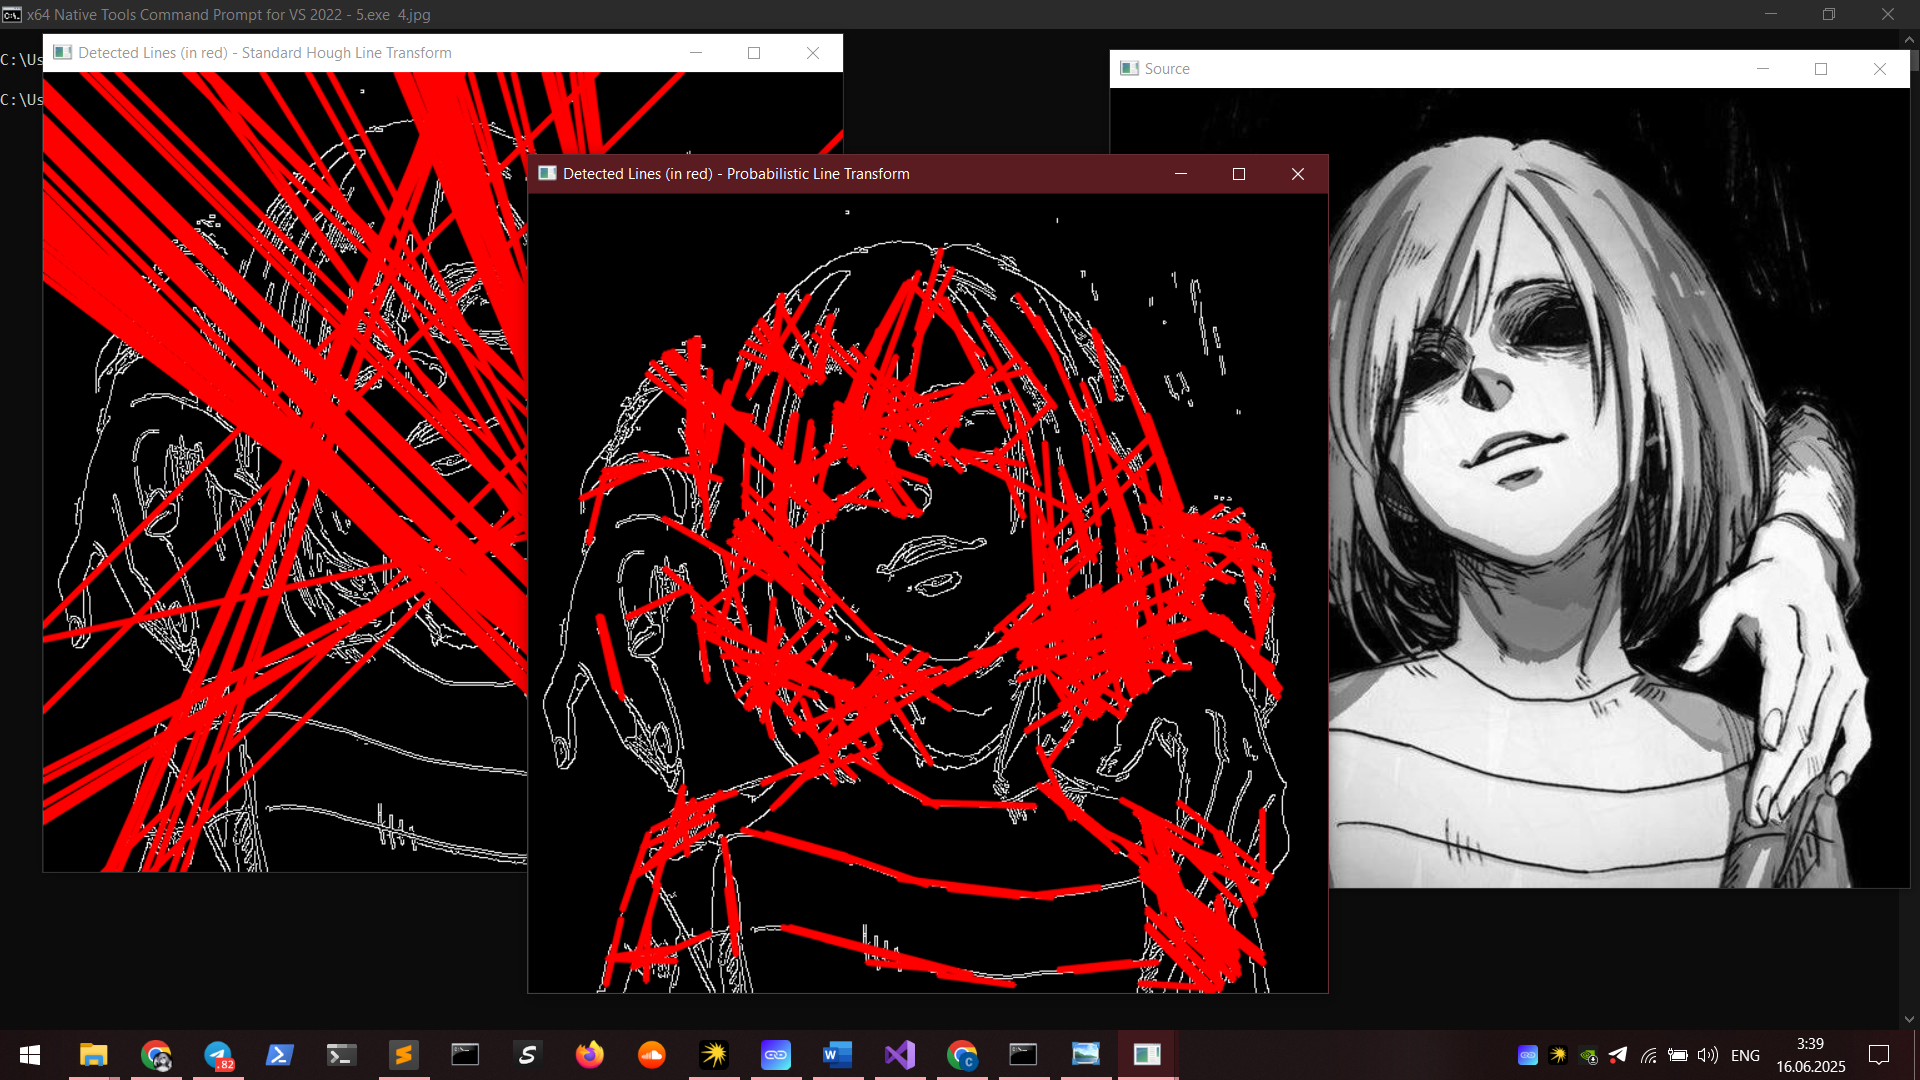 x64 Native Tools Command Prompt for VS 2022 - 5.exe 4.jpg
C:\Us
C:\Us
Detected Lines (in red) - Standard Hough Line Transform
Source
Detected Lines (in red) - Probabilistic Line Transform
82
ENG
3:39
16.06.2025